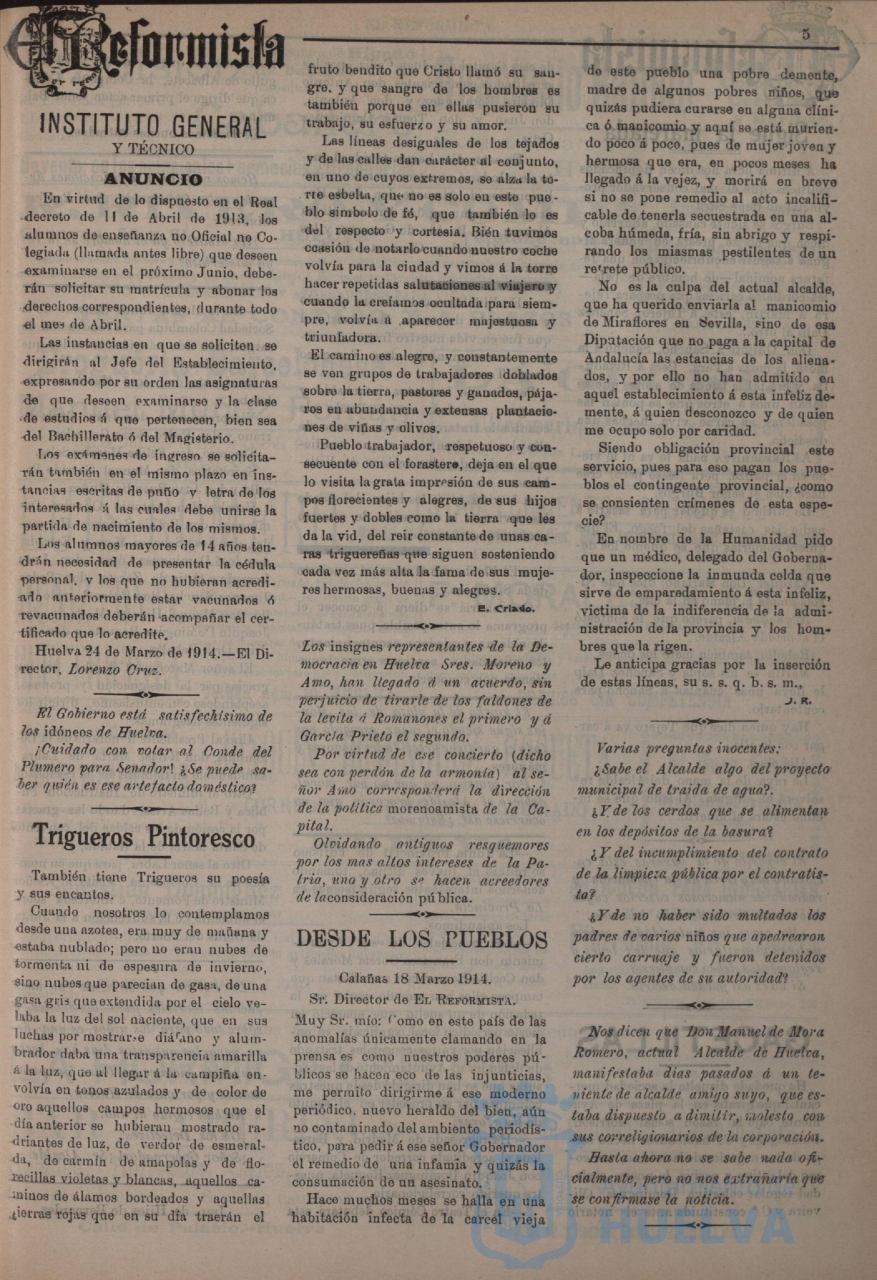 El Reformista
5
INSTITUTO GENERAL
Y TÉCNICO
ANUNCIO
En virtud de lo dispuesto en el Real
decreto de 11 de Abril de 1913, los
alumnos de enseñanza no Oficial no Co-
legiada (llamada antes libre) que deseen
examinarse en el próximo Junio, debe-
rán solicitar su matrícula y abonar los
derechos correspondientes, durante todo
el mes de Abril.
Las instancias en que se soliciten se
dirigirán al Jefe del Establecimiento,
expresando por su orden las asignaturas
de que deseen examinarse y la clase
de estudios á que pertenecen, bien sea
del Bachillerato ó del Magisterio.
Los exámenes de ingreso se solicita-
rán también en el mismo plazo en ins-
tancias escritas de puño y letra de los
interesados á las cuales debe unirse la
partida de nacimiento de los mismos.
Los alumnos mayores de 14 años ten-
drán necesidad de presentar la cédula
personal, y los que no hubieran acredi-
ado anteriormente estar vacunados ó
revacunados deberán acompañar el cer-
tificado que lo acredite.
Huelva 24 de Marzo de 1914.—El Di-
rector, Lorenzo Cruz.
El Gobierno está satisfechísimo de
los idóneos de Huelva.
¡Cuidado con votar al Conde del
Plumero para Senador! ¿Se puede sa-
ber quién es ese artefacto doméstico?
Trigueros Pintoresco
También tiene Trigueros su poesía
y sus encantos.
Cuando nosotros lo contemplamos
desde una azotea, era muy de mañana y
estaba nublado; pero no eran nubes de
tormenta ni de espesura de invierno,
sino nubes que parecian de gasa, de una
gasa gris que extendida por el cielo ve-
laba la luz del sol naciente, que en sus
luchas por mostrarse diáfano y alum-
brador daba una transparencia amarilla
á la luz, que al llegar á la campiña en-
volvía en tonos azulados y de color de
oro aquellos campos hermosos que el
día anterior se hubieran mostrado ra-
driantes de luz, de verdor de esmeral-
da, de carmín de amapolas y de flo-
recillas violetas y blancas, aquellos ca-
minos de álamos bordeados y aquellas
tierras rojas que en su día traerán el
fruto bendito que Cristo llamó su san-
gre, y que sangre de los hombres es
también porque en ellas pusieron su
trabajo, su esfuerzo y su amor.
Las líneas desiguales de los tejados
y de las calles dan carácter al conjunto,
en uno de cuyos extremos, se alza la to-
rre esbelta, que no es solo en este pue-
blo simbolo de fé, que también lo es
del respecto y cortesia. Bién tuvimos
ocasión de notarlo cuando nuestro coche
volvía para la ciudad y vimos á la torre
hacer repetidas salutaciones al viajero y
cuando la creíamos ocultada para siem-
pre, volvía á aparecer majestuosa y
triunfadora.
El camino es alegre, y constantemente
se ven grupos de trabajadores doblados
sobre la tierra, pastores y ganados, pája-
ros en abundancia y extensas plantacio-
nes de viñas y olivos.
Pueblo trabajador, respetuoso y con-
secuente con el forastero, deja en el que
lo visita la grata impresión de sus cam-
pos florecientes y alegres, de sus hijos
fuertes y dobles como la tierra que les
da la vid, del reir constante de unas ca-
ras triguereñas que siguen sosteniendo
cada vez más alta la fama de sus muje-
res hermosas, buenas y alegres.
E. Criado.
Los insignes representantes de la De-
mocracia en Huelva Sres. Moreno y
Amo, han llegado á un acuerdo, sin
perjuicio de tirarle de los faldones de
la levita á Romanones el primero y á
García Prieto el segundo.
Por virtud de ese concierto (dicho
sea con perdón de la armonía) al se-
ñor Amo corresponderá la dirección
de la política morenoamista de la Ca-
pital.
Olvidando antiguos resquemores
por los mas altos intereses de la Pa-
tria, uno y otro se hacen acreedores
de la consideración pública.
DESDE LOS PUEBLOS
Calañas 18 Marzo 1914.
Sr. Director de EL REFORMISTA.
Muy Sr. mío: Como en este país de las
anomalías únicamente clamando en la
prensa es como nuestros poderes pú-
blicos se hacen eco de las injunticias,
me permito dirigirme á ese moderno
periódico, nuevo heraldo del bien, aún
no contaminado del ambiente periodís-
tico, para pedir á ese señor Gobernador
el remedio de una infamia y quizás la
consumación de un asesinato.
Hace muchos meses se halla en una
habitación infecta de la carcel vieja
de este pueblo una pobre demente,
madre de algunos pobres niños, que
quizás pudiera curarse en alguna clíni-
ca ó manicomio y aquí se está murien-
do poco á poco, pues de mujer joven y
hermosa que era, en pocos meses ha
llegado á la vejez, y morirá en breve
si no se pone remedio al acto incalifi-
cable de tenerla secuestrada en una al-
coba húmeda, fría, sin abrigo y respi-
rando los miasmas pestilentes de un
retrete público.
No es la culpa del actual alcalde,
que ha querido enviarla al manicomio
de Miraflores en Sevilla, sino de esa
Diputación que no paga a la capital de
Andalucía las estancias de los aliena-
dos, y por ello no han admitido en
aquel establecimiento á esta infeliz de-
mente, á quien desconozco y de quien
me ocupo solo por caridad.
Siendo obligación provincial este
servicio, pues para eso pagan los pue-
blos el contingente provincial, ¿como
se consienten crímenes de esta espe-
cie?
En nombre de la Humanidad pido
que un médico, delegado del Goberna-
dor, inspeccione la inmunda celda que
sirve de emparedamiento á esta infeliz,
victima de la indiferencia de la admi-
nistración de la provincia y los hom-
bres que la rigen.
Le anticipa gracias por la inserción
de estas líneas, su s. s. q. b. s. m.,
J. R.
Varias preguntas inocentes:
¿Sabe el Alcalde algo del proyecto
municipal de traida de agua?.
¿Y de los cerdos que se alimentan
en los depósitos de la basura?
¿Y del incumplimiento del contrato
de la limpieza pública por el contratis-
ta?
¿Y de no haber sido multados los
padres de varios niños que apedrearon
cierto carruaje y fueron detenidos
por los agentes de su autoridad?
Nos dicen que Don Manuel de Mora
Romero, actual Alcalde de Huelva,
manifestaba dias pasados á un te-
niente de alcalde amigo suyo, que es-
taba dispuesto a dimitir, molesto con
sus correligionarios de la corporación.
Hasta ahora no se sabe nada ofi-
cialmente, pero no nos extrañaría que
se confirmase la noticia.
HUELVA